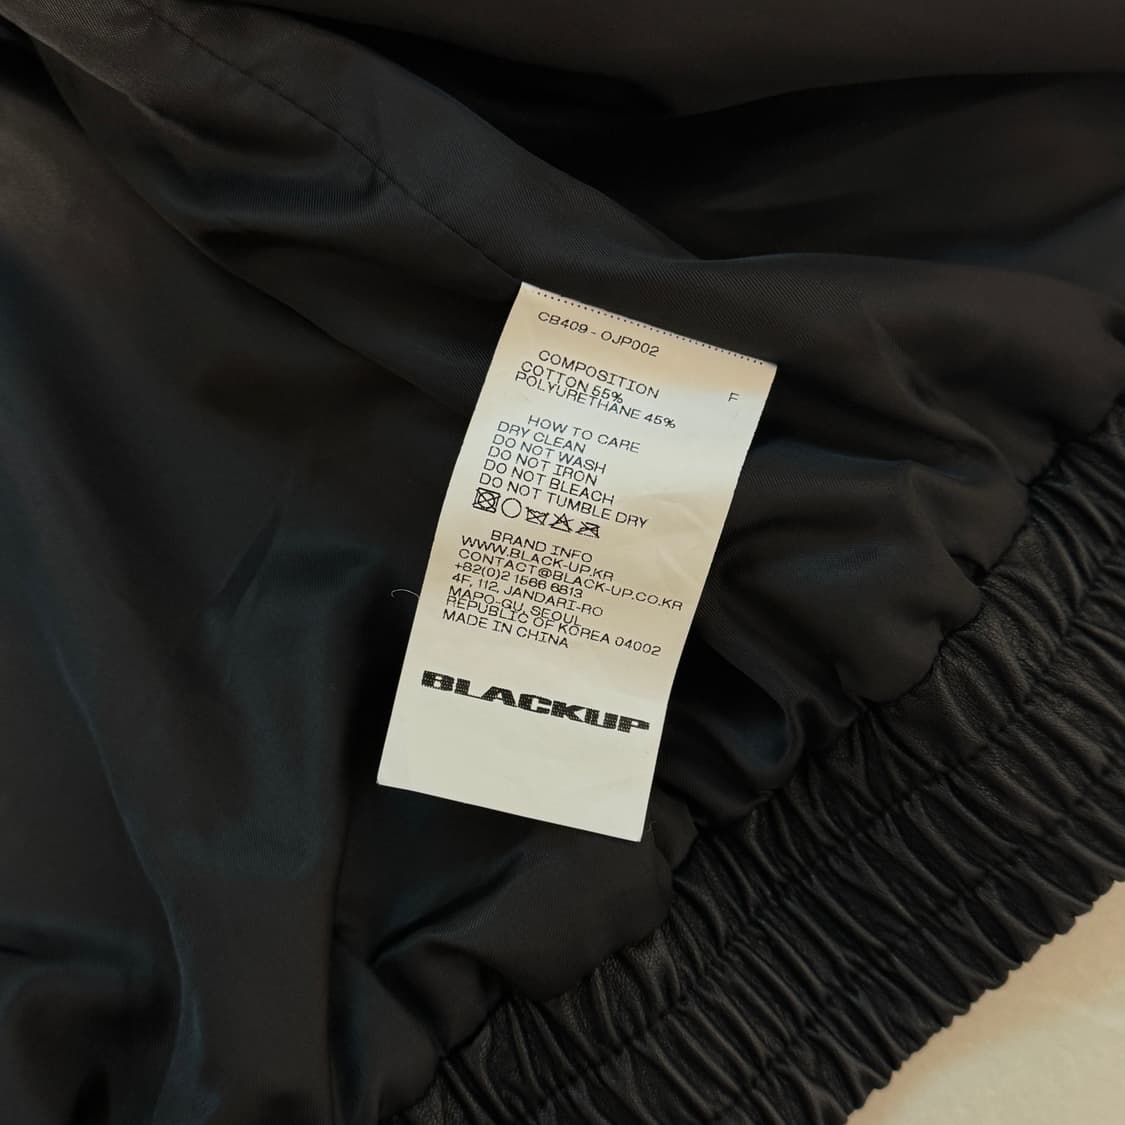 CB409 - OJP002
COMPOSITION
COTTON 55%
POLYURETHANE 45%
F
HOW TO CARE
DRY CLEAN
DO NOT WASH
DO NOT IRON
DO NOT BLEACH
DO NOT TUMBLE DRY
BRAND INFO
WWW.BLACK-UP.KR
CONTACT@BLACK-UP.CO.KR
+82(0)2 1566 6613
4F, 112, JANDARI-RO
MAPO-GU, SEOUL
REPUBLIC OF KOREA 04002
MADE IN CHINA
BLACKUP